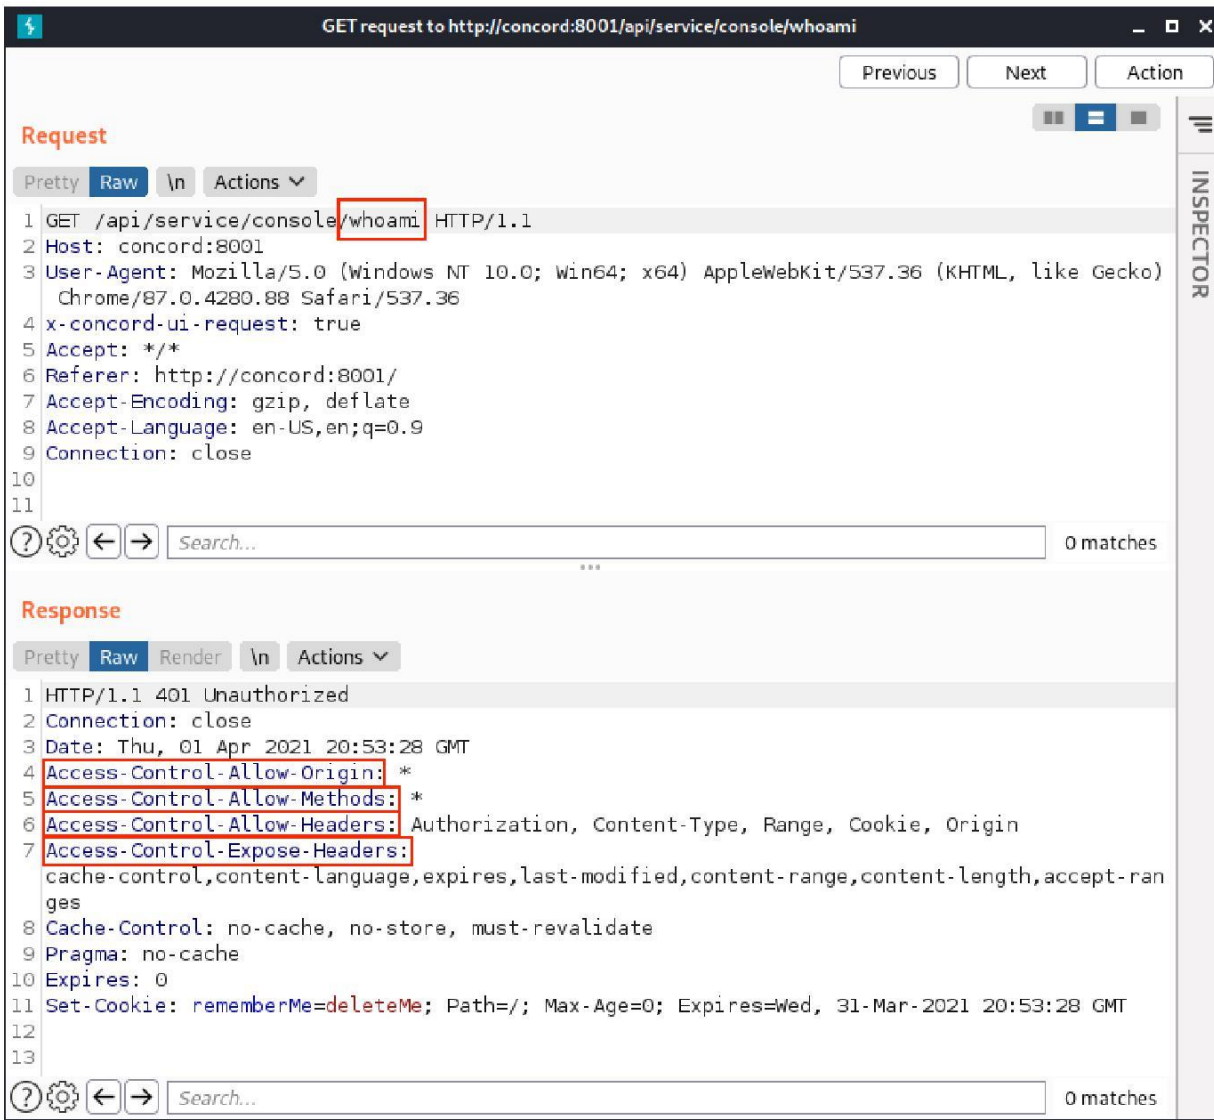 GET request to http://concord:8001/api/service/console/whoami
Previous Next Action
Request
Pretty Raw \n Actions
INSPECTOR
1 GET /api/service/console/whoami HTTP/1.1
2 Host: concord:8001
3 User-Agent: Mozilla/5.0 (Windows NT 10.0; Win64; x64) AppleWebKit/537.36 (KHTML, like Gecko)
Chrome/87.0.4280.88 Safari/537.36
4 x-concord-ui-request: true
5 Accept: */*
6 Referer: http://concord:8001/
7 Accept-Encoding: gzip, deflate
8 Accept-Language: en-US,en;q=0.9
9 Connection: close
10
11
? Search... 0 matches
Response
Pretty Raw Render \n Actions
1 HTTP/1.1 401 Unauthorized
2 Connection: close
3 Date: Thu, 01 Apr 2021 20:53:28 GMT
4 Access-Control-Allow-Origin: *
5 Access-Control-Allow-Methods: *
6 Access-Control-Allow-Headers: Authorization, Content-Type, Range, Cookie, Origin
7 Access-Control-Expose-Headers:
cache-control,content-language,expires,last-modified,content-range,content-length,accept-ran
ges
8 Cache-Control: no-cache, no-store, must-revalidate
9 Pragma: no-cache
10 Expires: 0
11 Set-Cookie: rememberMe=deleteMe; Path=/; Max-Age=0; Expires=Wed, 31-Mar-2021 20:53:28 GMT
12
13
? Search... 0 matches